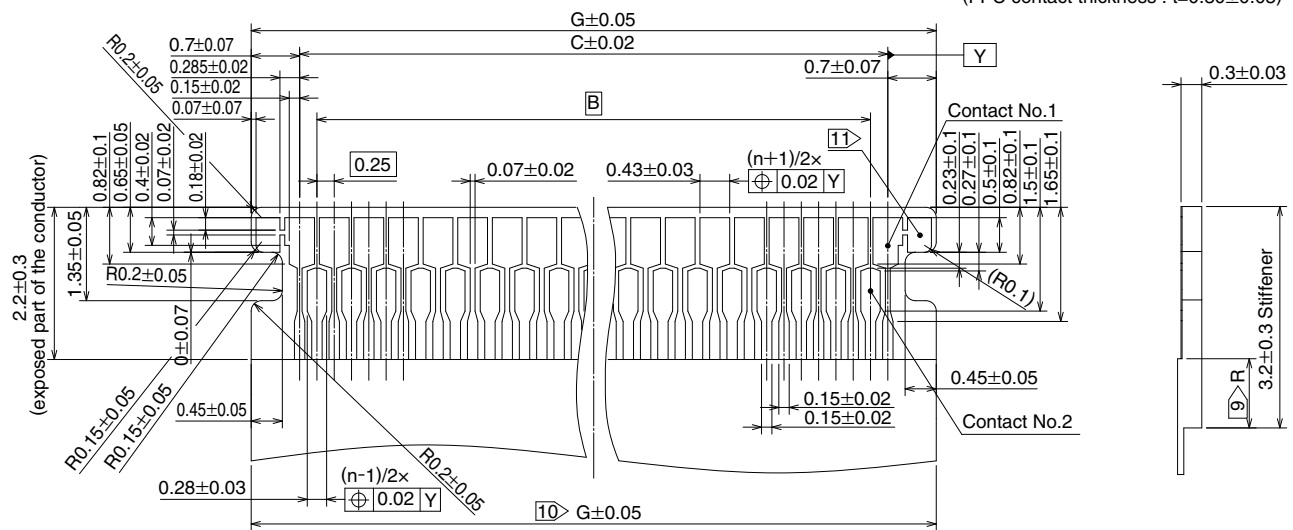 G±0.05
0.7±0.07
C±0.02
Y
R0.2±0.05
0.285±0.02
0.7±0.07
0.3±0.03
0.15±0.02
B
Contact No.1
0.07±0.07
11
0.25
0.07±0.02
0.43±0.03
(n+1)/2×
0.02 Y
2.2±0.3
(exposed part of the conductor)
1.35±0.05
0.82±0.1
0.65±0.05
0.4±0.02
0.07±0.02
0.18±0.02
0.23±0.1
0.27±0.1
0.5±0.1
0.82±0.1
1.5±0.1
1.65±0.1
R0.2±0.05
(R0.1)
0±0.07
3.2±0.3 Stiffener
9 R
R0.15±0.05
R0.15±0.05
0.45±0.05
0.45±0.05
0.15±0.02
0.15±0.02
Contact No.2
R0.2±0.05
0.28±0.03
(n-1)/2×
0.02 Y
10 G±0.05